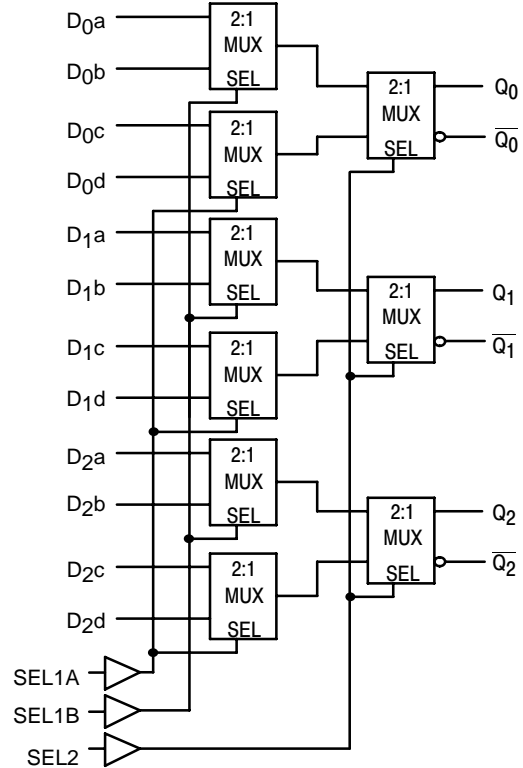 D0a
2:1
MUX
SEL
D0b
2:1
MUX
SEL
Q0
Q0
D0c
2:1
MUX
SEL
D0d
D1a
2:1
MUX
SEL
D1b
2:1
MUX
SEL
Q1
Q1
D1c
2:1
MUX
SEL
D1d
D2a
2:1
MUX
SEL
D2b
2:1
MUX
SEL
Q2
Q2
D2c
2:1
MUX
SEL
D2d
SEL1A
SEL1B
SEL2